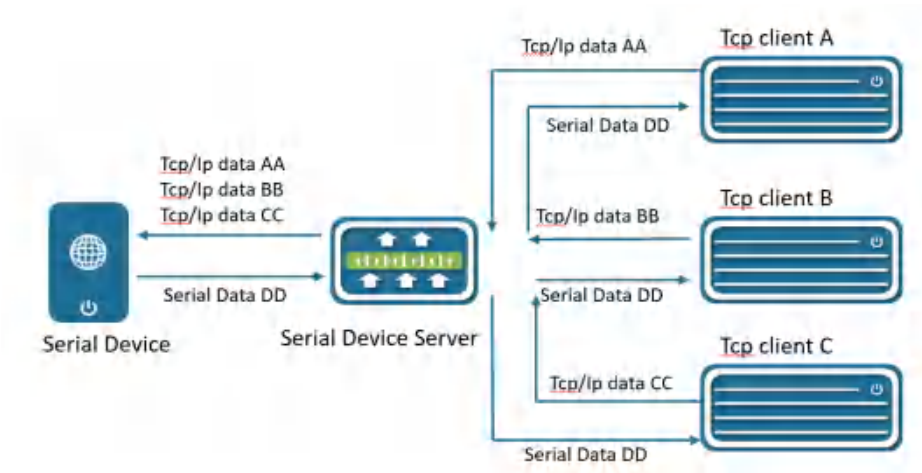 Tcp/Ip data AA
Tcp client A
Serial Data DD
Tcp/Ip data AA
Tcp/Ip data BB
Tcp/Ip data CC
Serial Data DD
Serial Device
Serial Device Server
Tcp client B
Tcp/Ip data BB
Serial Data DD
Tcp client C
Tcp/Ip data CC
Serial Data DD